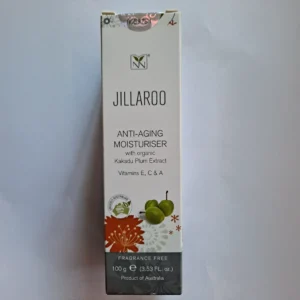 JILLAROO
ANTI-AGING
MOISTURISER
with organic
Kakadu Plum Extract
Vitamins E, C & A
FRAGRANCE FREE
100 g ℮ (3.53 FL. oz.)
Product of Australia